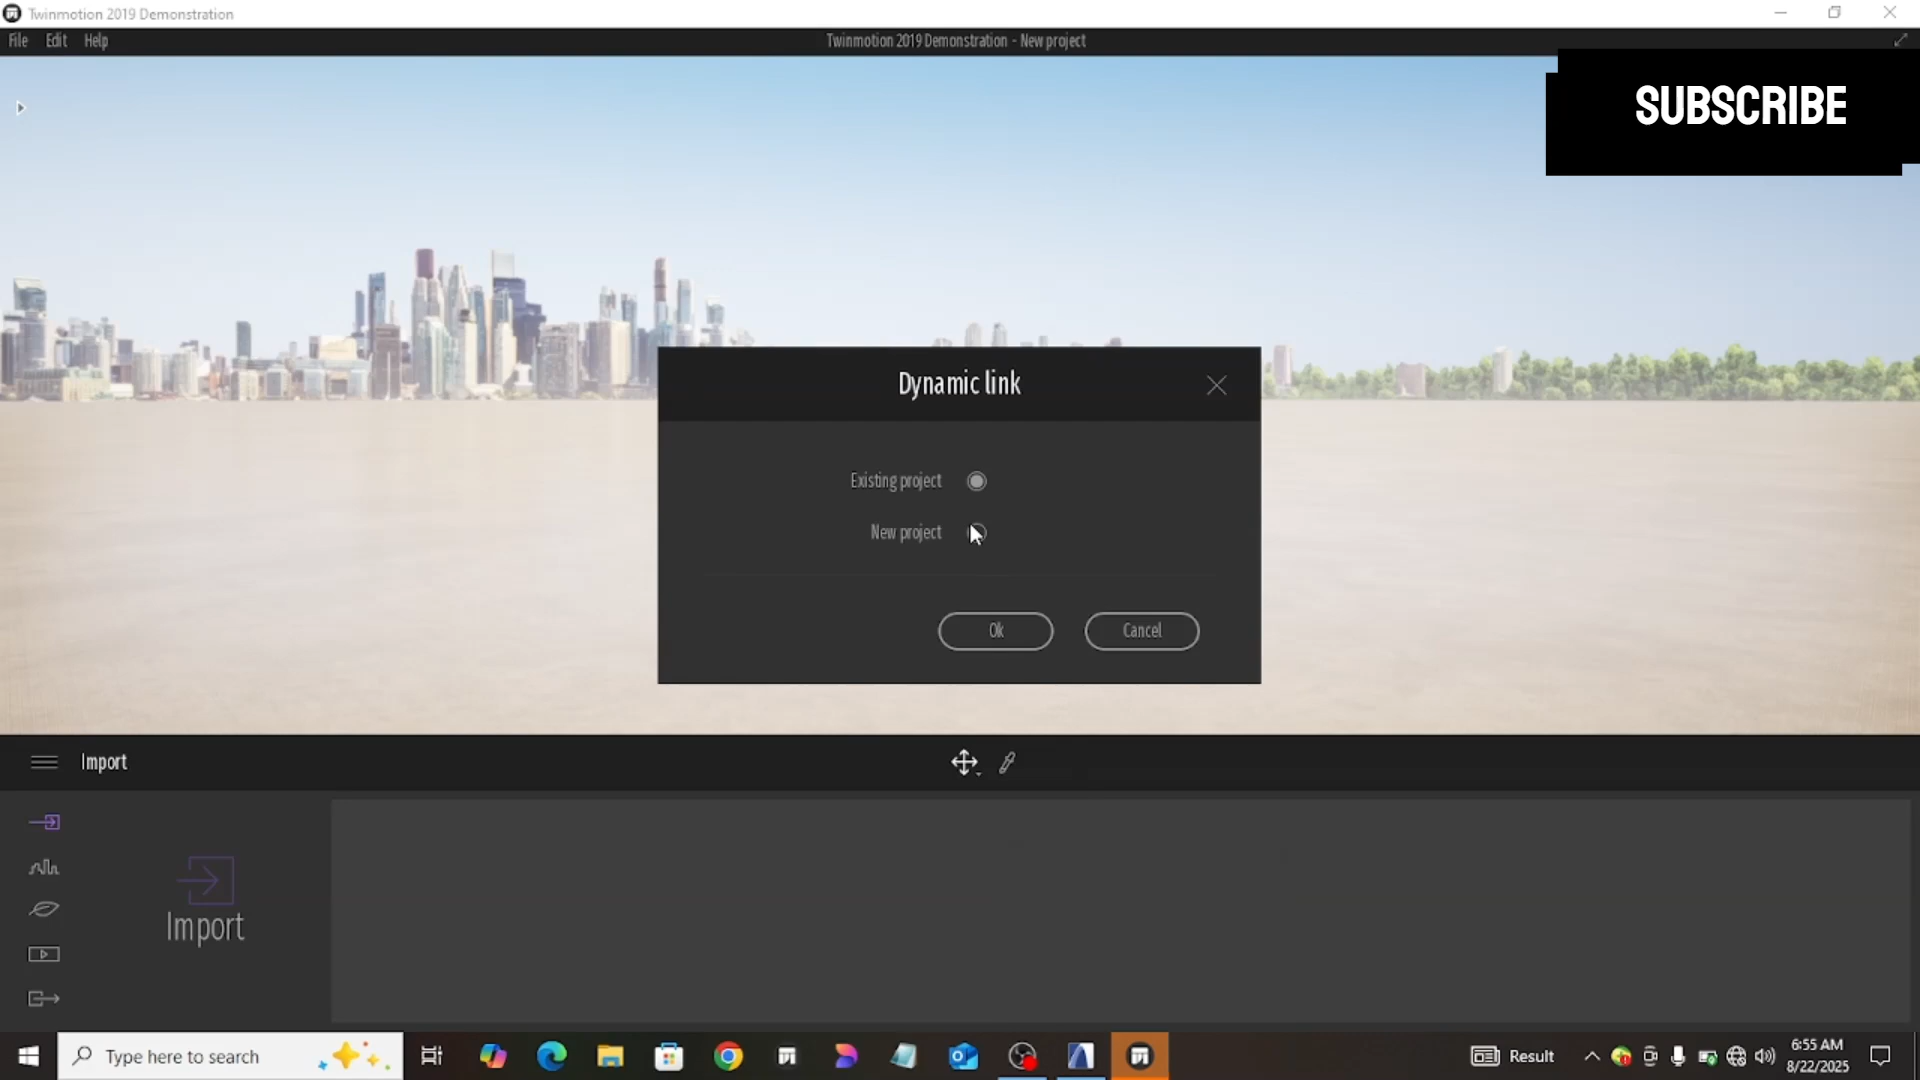 Twinmotion 2019 Demonstration
File Edit Help
Twinmotion 2019 Demonstration - New project
SUBSCRIBE
Dynamic link
Existing project
New project
Ok Cancel
Import
Import
Type here to search
Result
6:55 AM
8/22/2025